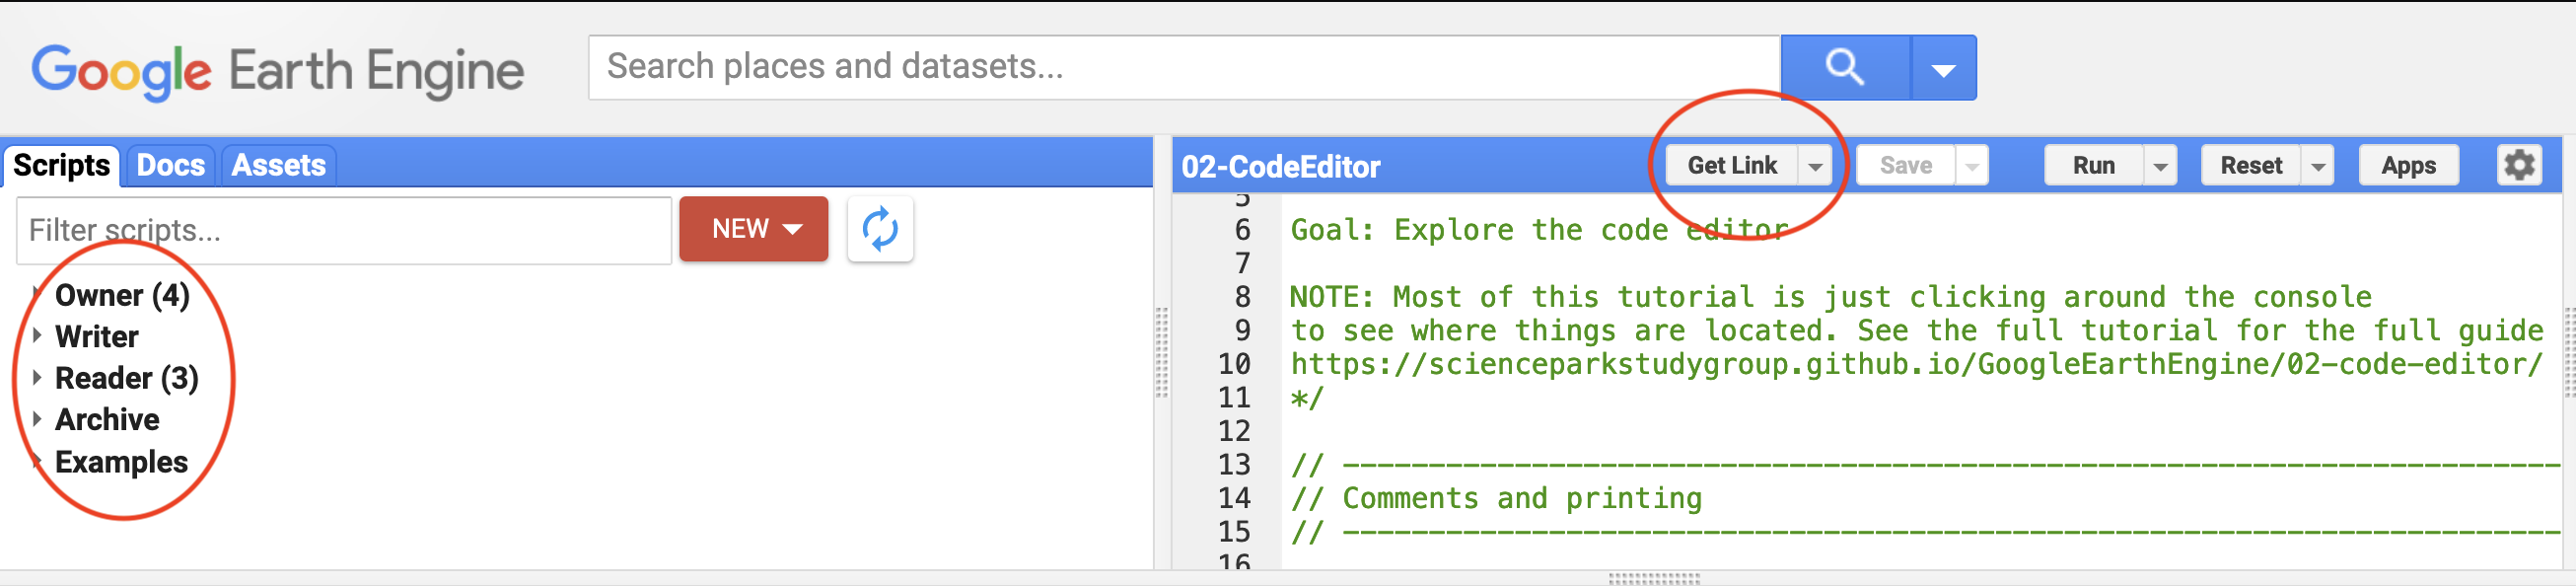 Google Earth Engine
Search places and datasets...
Scripts Docs Assets
Filter scripts...
NEW
Owner (4)
Writer
Reader (3)
Archive
Examples
02-CodeEditor
Get Link
Save
Run
Reset
Apps
5
6 Goal: Explore the code editor
7
8 NOTE: Most of this tutorial is just clicking around the console
9 to see where things are located. See the full tutorial for the full guide
10 https://scienceparkstudygroup.github.io/GoogleEarthEngine/02-code-editor/
11 */
12
13 // -----------------------------------------------------------------------
14 // Comments and printing
15 // -----------------------------------------------------------------------
16